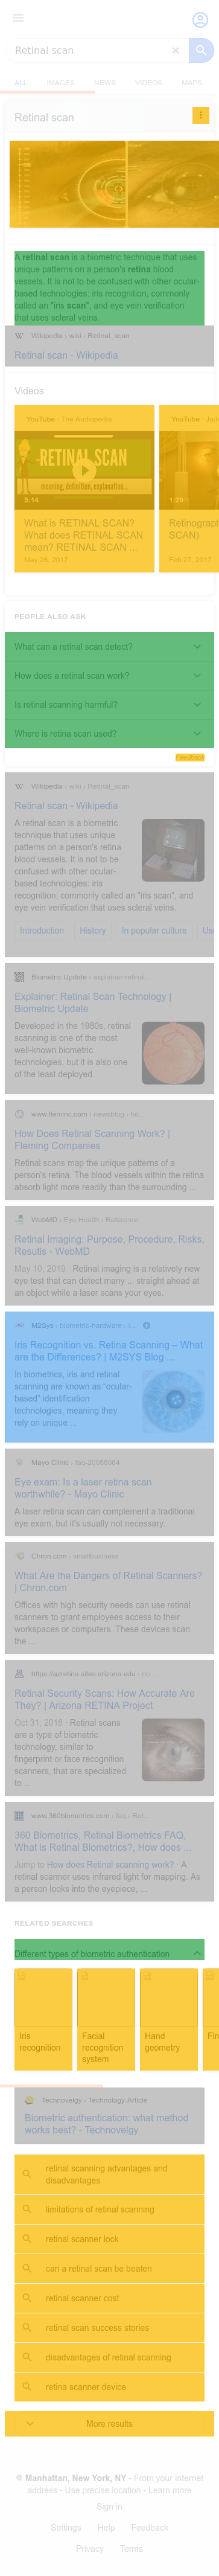 Retinal scan
ALL IMAGES NEWS VIDEOS MAPS
Retinal scan
A retinal scan is a biometric technique that uses
unique patterns on a person's retina blood
vessels. It is not to be confused with other ocular-
based technologies: iris recognition, commonly
called an "iris scan", and eye vein verification
that uses scleral veins.
Wikipedia › wiki › Retinal_scan
Retinal scan - Wikipedia
Videos
YouTube · The Audiopedia
RETINAL SCAN
meaning, definition, explanation...
5:14
What is RETINAL SCAN?
What does RETINAL SCAN
mean? RETINAL SCAN ...
May 26, 2017
YouTube
1:20
Retinograph
SCAN)
Feb 27, 2017
PEOPLE ALSO ASK
What can a retinal scan detect?
How does a retinal scan work?
Is retinal scanning harmful?
Where is retina scan used?
Feedback
Wikipedia › wiki › Retinal_scan
Retinal scan - Wikipedia
A retinal scan is a biometric
technique that uses unique
patterns on a person's retina
blood vessels. It is not to be
confused with other ocular-
based technologies: iris
recognition, commonly called an "iris scan", and
eye vein verification that uses scleral veins.
Introduction History In popular culture
Biometric Update › explainer-retinal...
Explainer: Retinal Scan Technology |
Biometric Update
Developed in the 1980s, retinal
scanning is one of the most
well-known biometric
technologies, but it is also one
of the least deployed.
www.fleminc.com › newsblog › ho...
How Does Retinal Scanning Work? |
Fleming Companies
Retinal scans map the unique patterns of a
person's retina. The blood vessels within the retina
absorb light more readily than the surrounding ...
WebMD › Eye Health › Reference
Retinal Imaging: Purpose, Procedure, Risks,
Results - WebMD
May 10, 2019 · Retinal imaging is a relatively new
eye test that can detect many ... straight ahead at
an object while a laser scans your eyes.
M2Sys › biometric-hardware › i...
Iris Recognition vs. Retina Scanning – What
are the Differences? | M2SYS Blog ...
In biometrics, iris and retinal
scanning are known as "ocular-
based" identification
technologies, meaning they
rely on unique ...
Mayo Clinic › faq-20058064
Eye exam: Is a laser retina scan
worthwhile? - Mayo Clinic
A laser retina scan can complement a traditional
eye exam, but it's usually not necessary.
Chron.com › smallbusiness
What Are the Dangers of Retinal Scanners?
| Chron.com
Offices with high security needs can use retinal
scanners to grant employees access to their
workspaces or computers. These devices scan
the ...
https://azretina.sites.arizona.edu › no...
Retinal Security Scans: How Accurate Are
They? | Arizona RETINA Project
Oct 31, 2018 · Retinal scans
are a type of biometric
technology, similar to
fingerprint or face recognition
scanners, that are specialized
to ...
www.360biometrics.com › faq › Ret...
360 Biometrics, Retinal Biometrics FAQ,
What is Retinal Biometrics?, How does ...
Jump to How does Retinal scanning work? · A
retinal scanner uses infrared light for mapping. As
a person looks into the eyepiece, ...
RELATED SEARCHES
Different types of biometric authentication
Iris
recognition
Facial
recognition
system
Hand
geometry
Technovelgy › Technology-Article
Biometric authentication: what method
works best? - Technovelgy
retinal scanning advantages and
disadvantages
limitations of retinal scanning
retinal scanner lock
can a retinal scan be beaten
retinal scanner cost
retinal scan success stories
disadvantages of retinal scanning
retina scanner device
More results
Manhattan, New York, NY - From your Internet
address - Use precise location - Learn more
Sign in
Settings Help Feedback
Privacy Terms